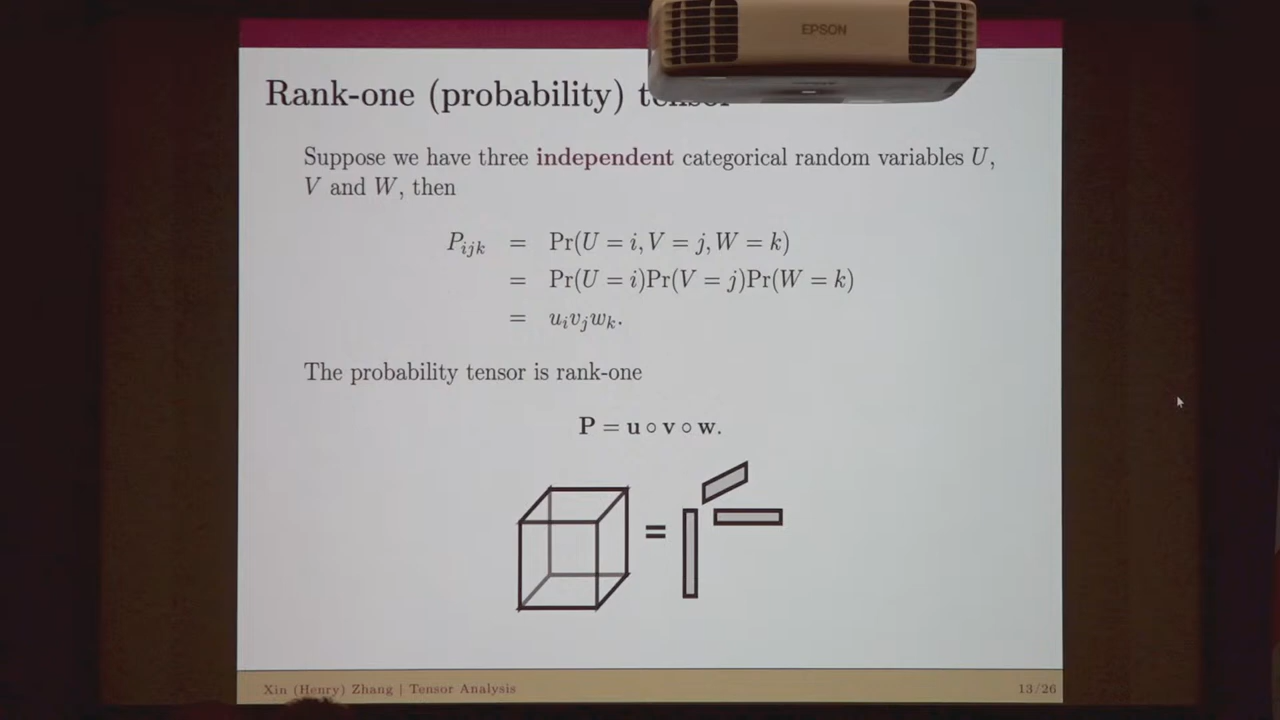 EPSON
Rank-one (probability) tensor
Suppose we have three independent categorical random variables U,
V and W, then
P_{ijk} = Pr(U = i, V = j, W = k)
= Pr(U = i)Pr(V = j)Pr(W = k)
= u_i v_j w_k.
The probability tensor is rank-one
P = u ∘ v ∘ w.
=
Xin (Henry) Zhang | Tensor Analysis
13/26